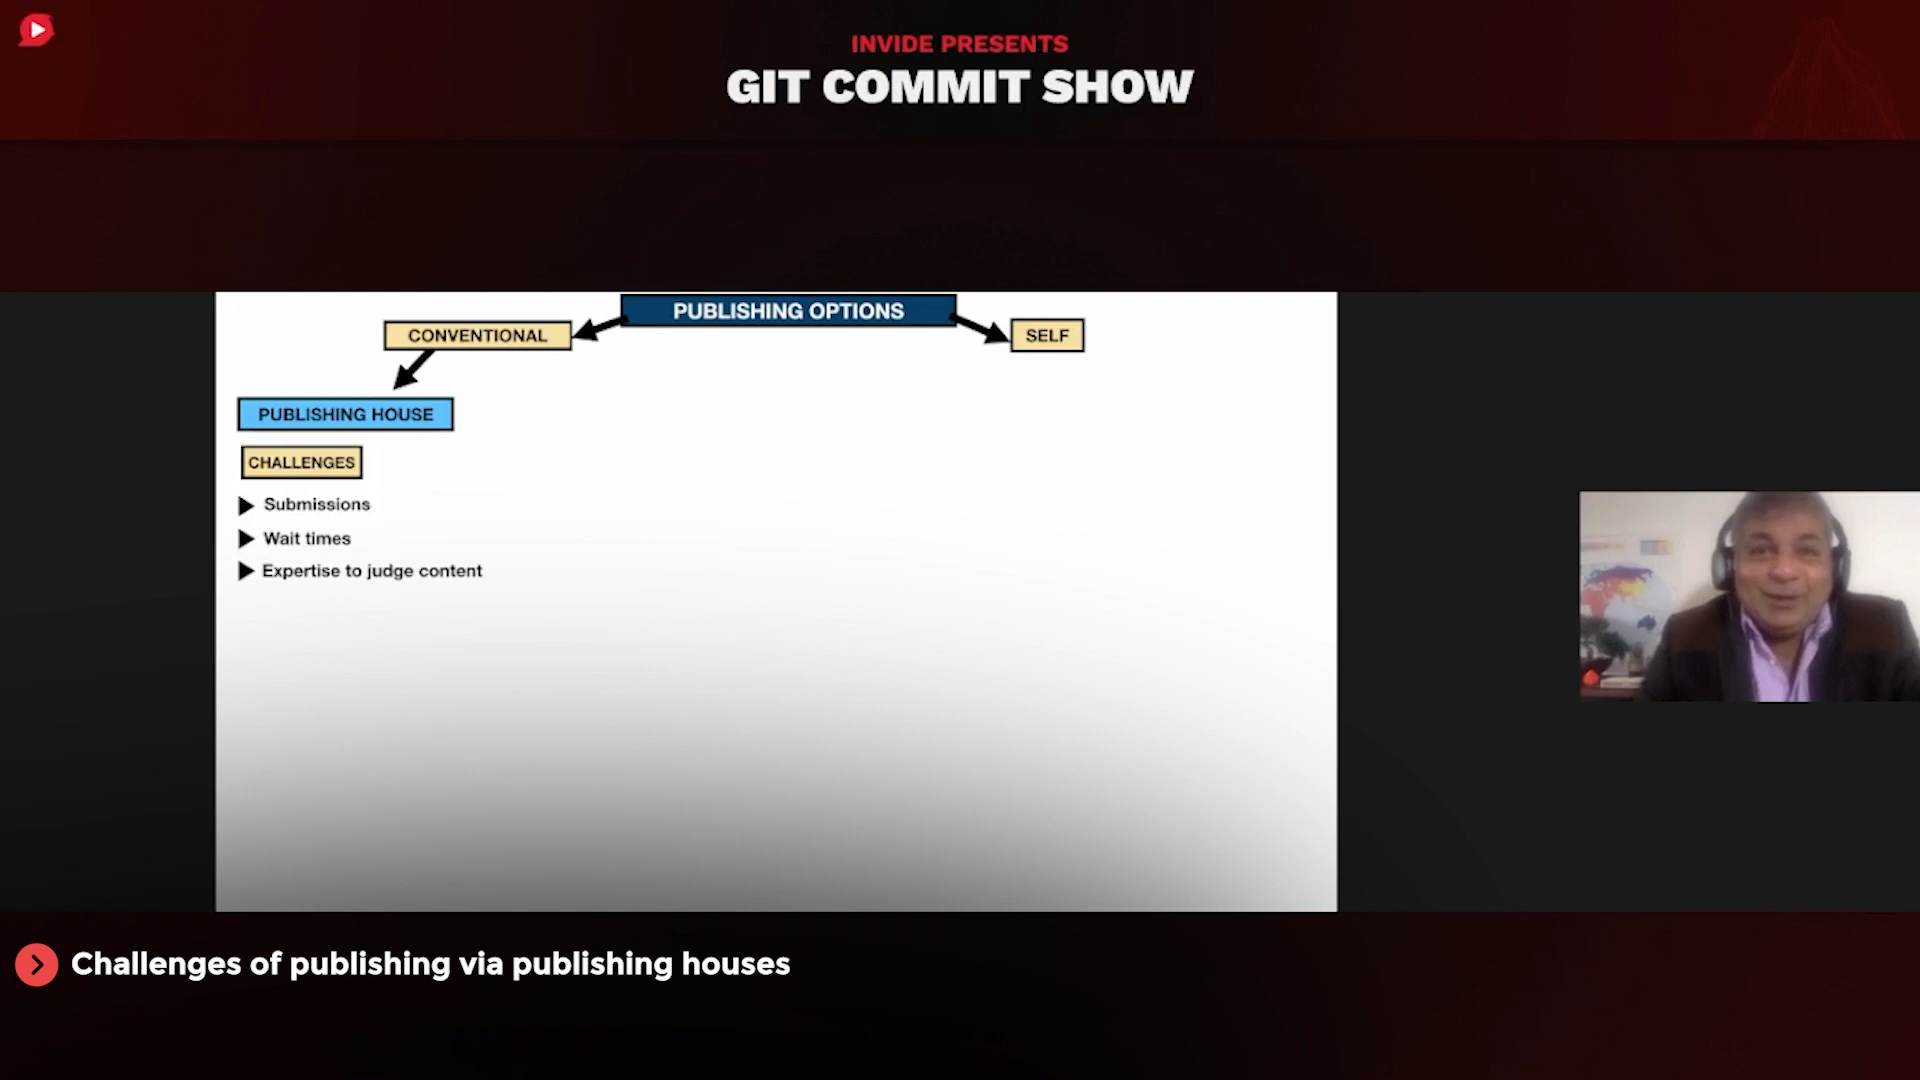 INVIDE PRESENTS
GIT COMMIT SHOW
PUBLISHING OPTIONS
CONVENTIONAL
SELF
PUBLISHING HOUSE
CHALLENGES
Submissions
Wait times
Expertise to judge content
Challenges of publishing via publishing houses